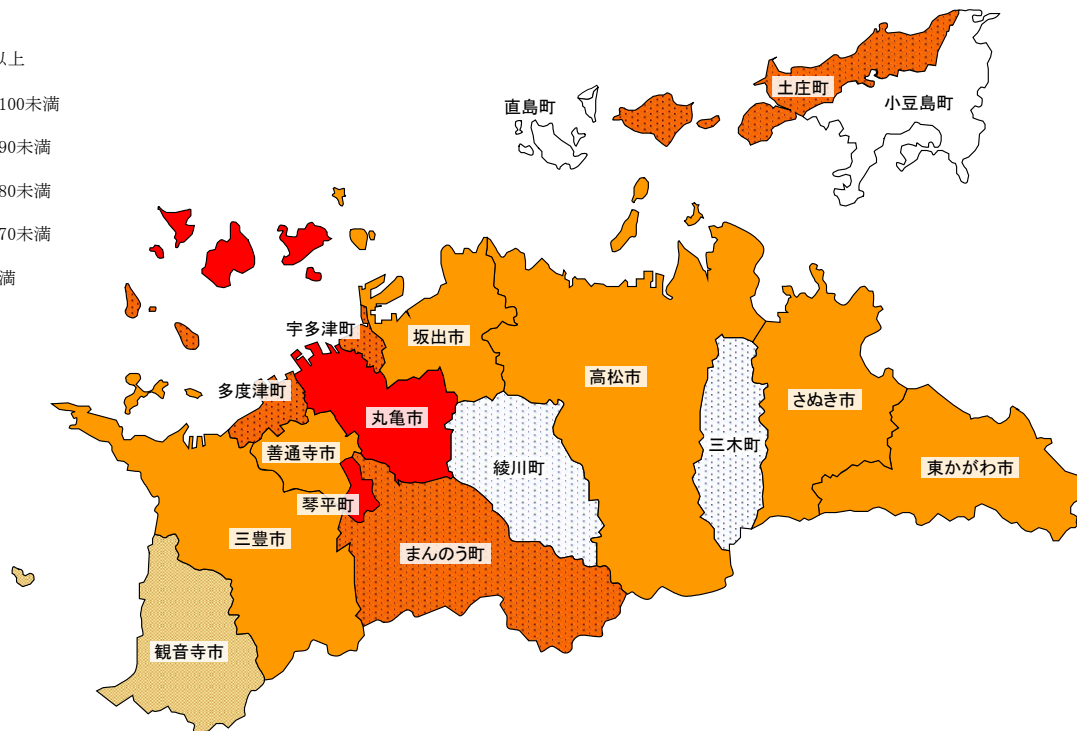 以上
100未満
90未満
80未満
70未満
満
直島町
土庄町
小豆島町
宇多津町
坂出市
多度津町
丸亀市
高松市
さぬき市
善通寺市
綾川町
三木町
東かがわ市
琴平町
三豊市
まんのう町
観音寺市